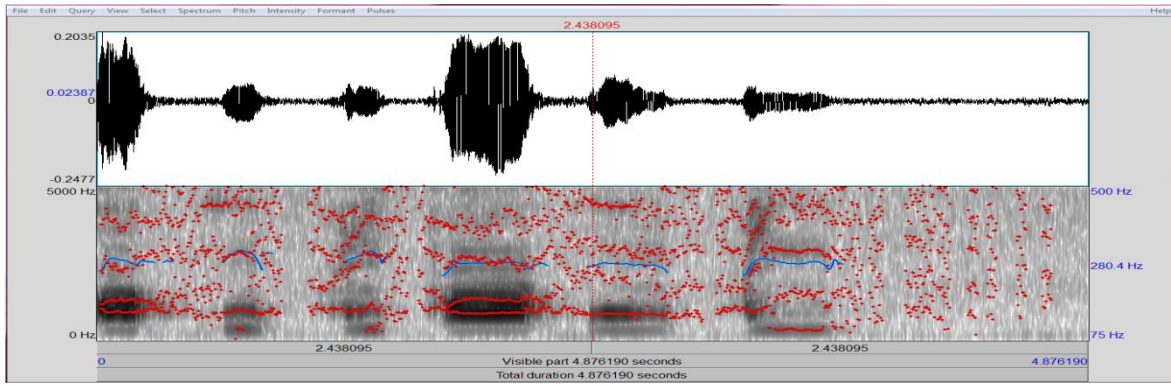 File Edit Query View Select Spectrum Pitch Intensity Formant Pulses Help
2.438095
0.2035
0.02387
0
-0.2477
5000 Hz 500 Hz
280.4 Hz
0 Hz 75 Hz
2.438095 2.438095
0 Visible part 4.876190 seconds 4.876190
Total duration 4.876190 seconds